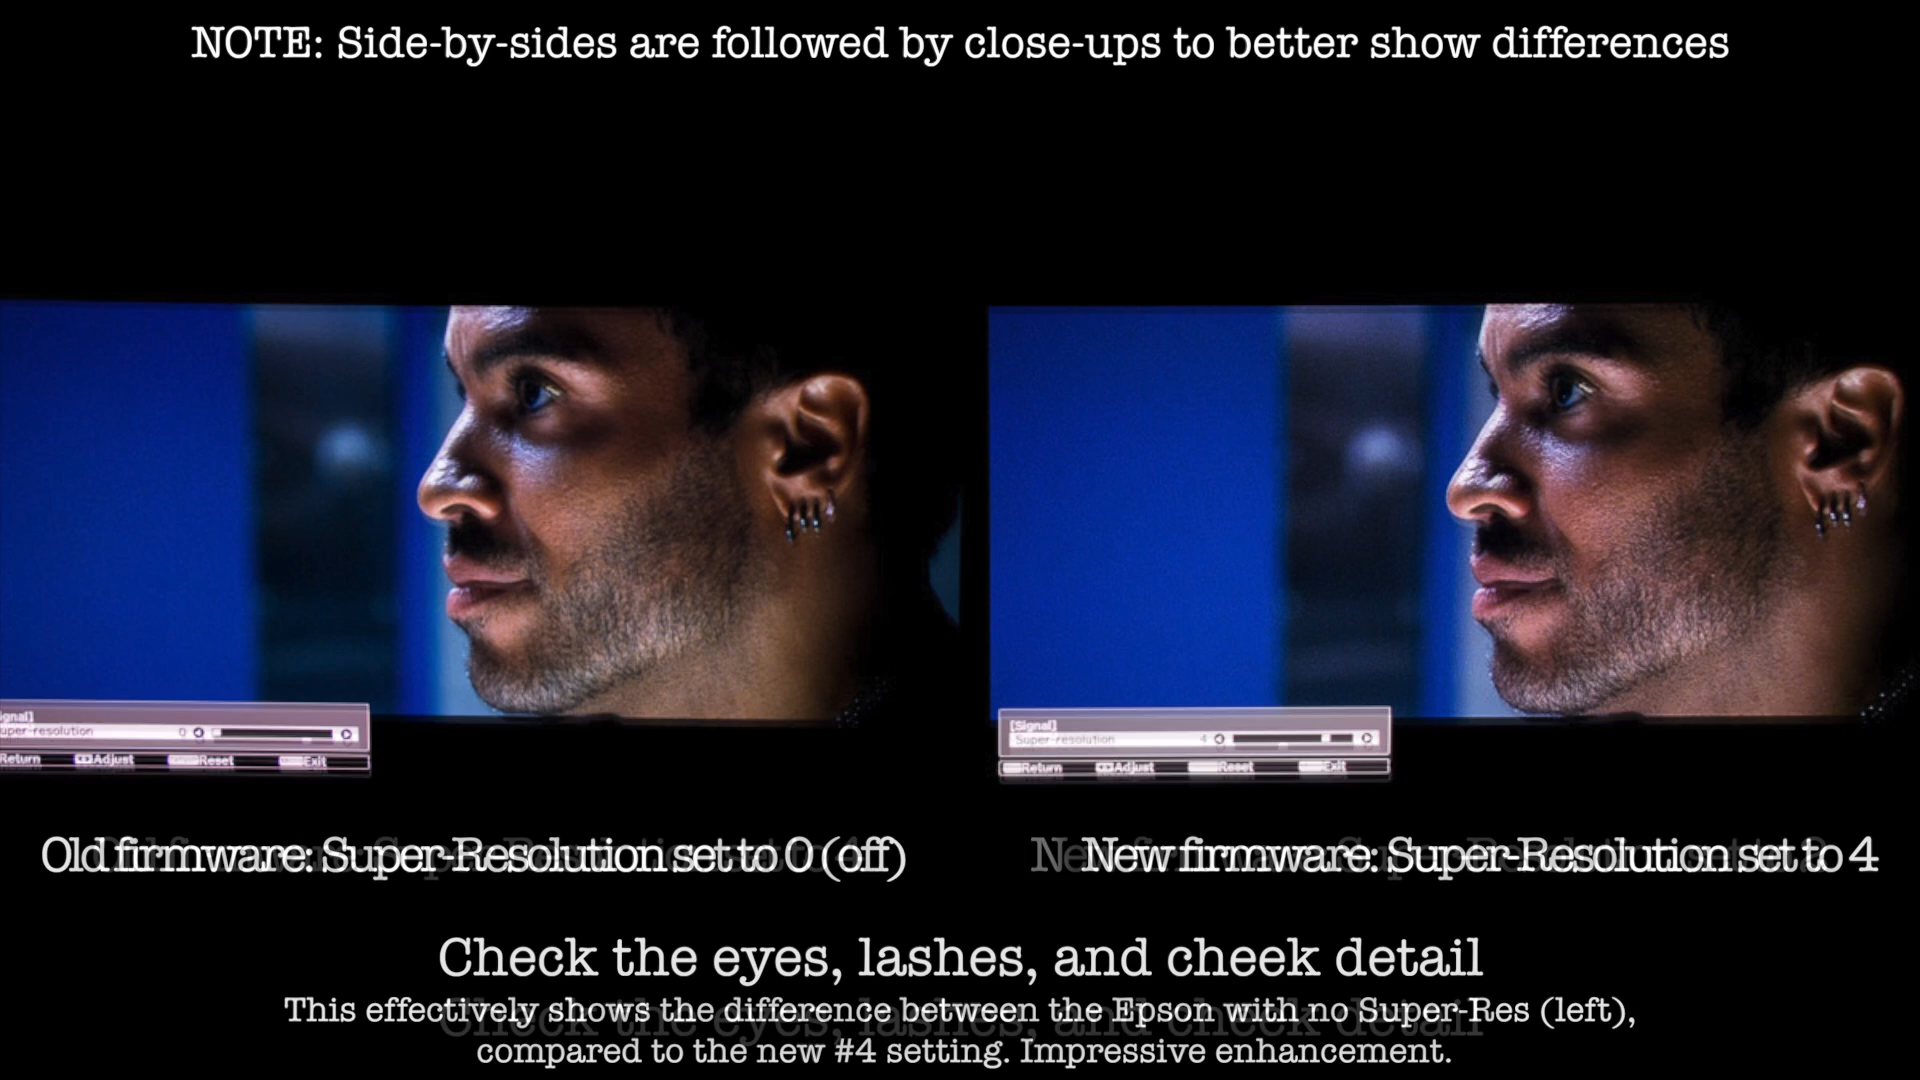 NOTE: Side-by-sides are followed by close-ups to better show differences
ignal]
uper-resolution 0
Return Adjust Reset Exit
[Signal]
Super-resolution 4
Return Adjust Reset Exit
Old firmware: Super-Resolution set to 0 (off)
New firmware: Super-Resolution set to 4
Check the eyes, lashes, and cheek detail
This effectively shows the difference between the Epson with no Super-Res (left),
compared to the new #4 setting. Impressive enhancement.